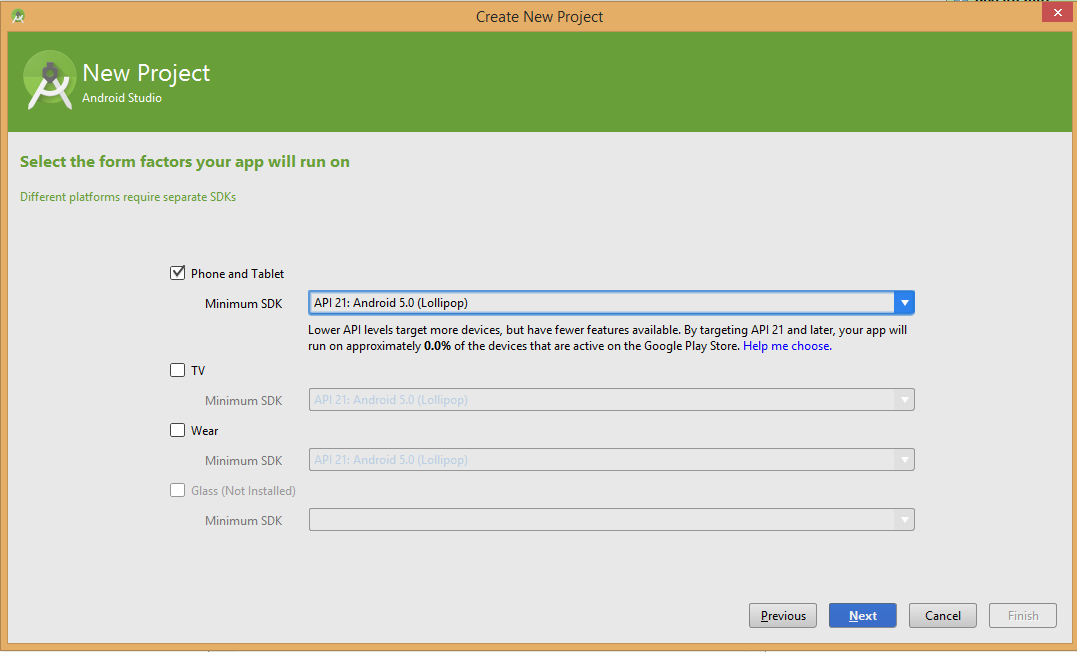 Create New Project
New Project
Android Studio
Select the form factors your app will run on
Different platforms require separate SDKs
Phone and Tablet
Minimum SDK API 21: Android 5.0 (Lollipop)
Lower API levels target more devices, but have fewer features available. By targeting API 21 and later, your app will
run on approximately 0.0% of the devices that are active on the Google Play Store. Help me choose.
TV
Minimum SDK API 21: Android 5.0 (Lollipop)
Wear
Minimum SDK API 21: Android 5.0 (Lollipop)
Glass (Not Installed)
Minimum SDK
Previous Next Cancel Finish